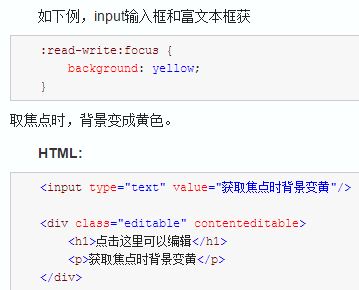 如下例，input输入框和富文本框获
:read-write:focus {
background: yellow;
}
取焦点时，背景变成黄色。
HTML:
<input type="text" value="获取焦点时背景变黄"/>
<div class="editable" contenteditable>
<h1>点击这里可以编辑</h1>
<p>获取焦点时背景变黄</p>
</div>